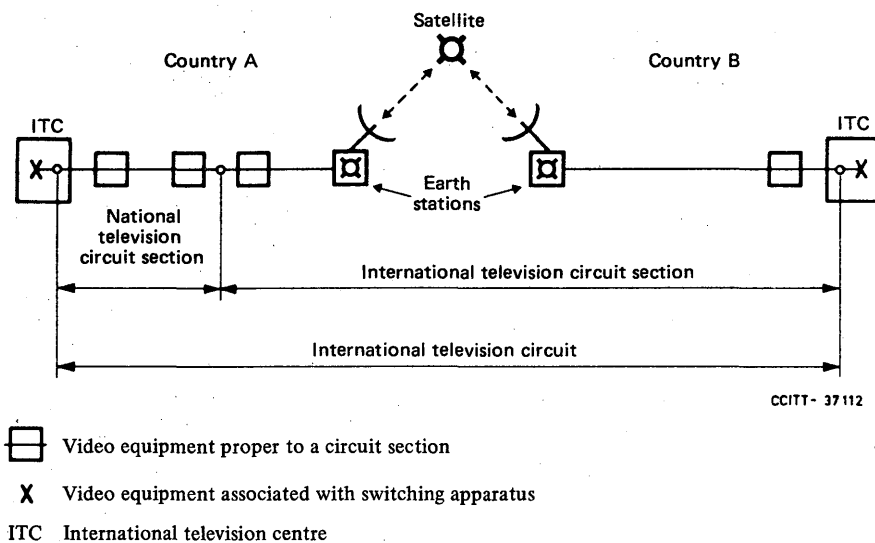 Satellite
Country A
Country B
ITC
ITC
Earth
stations
National
television
circuit section
International television circuit section
International television circuit
CCITT - 37112
Video equipment proper to a circuit section
X Video equipment associated with switching apparatus
ITC International television centre